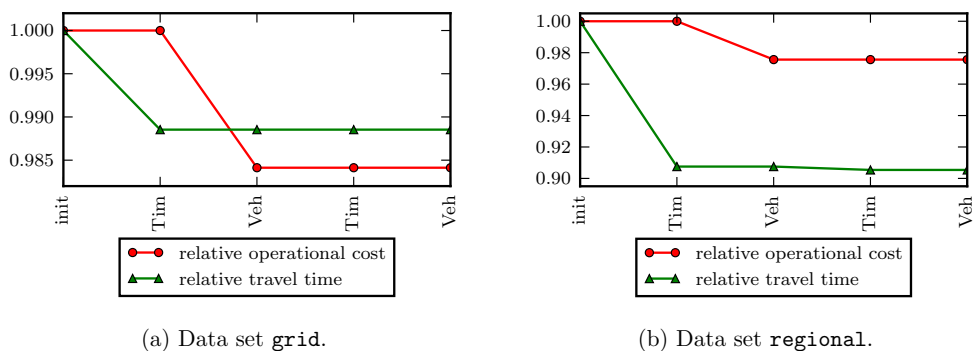 1.000
0.995
0.990
0.985
init
Tim
Veh
Tim
Veh
relative operational cost
relative travel time
(a) Data set grid.
1.00
0.98
0.96
0.94
0.92
0.90
init
Tim
Veh
Tim
Veh
relative operational cost
relative travel time
(b) Data set regional.